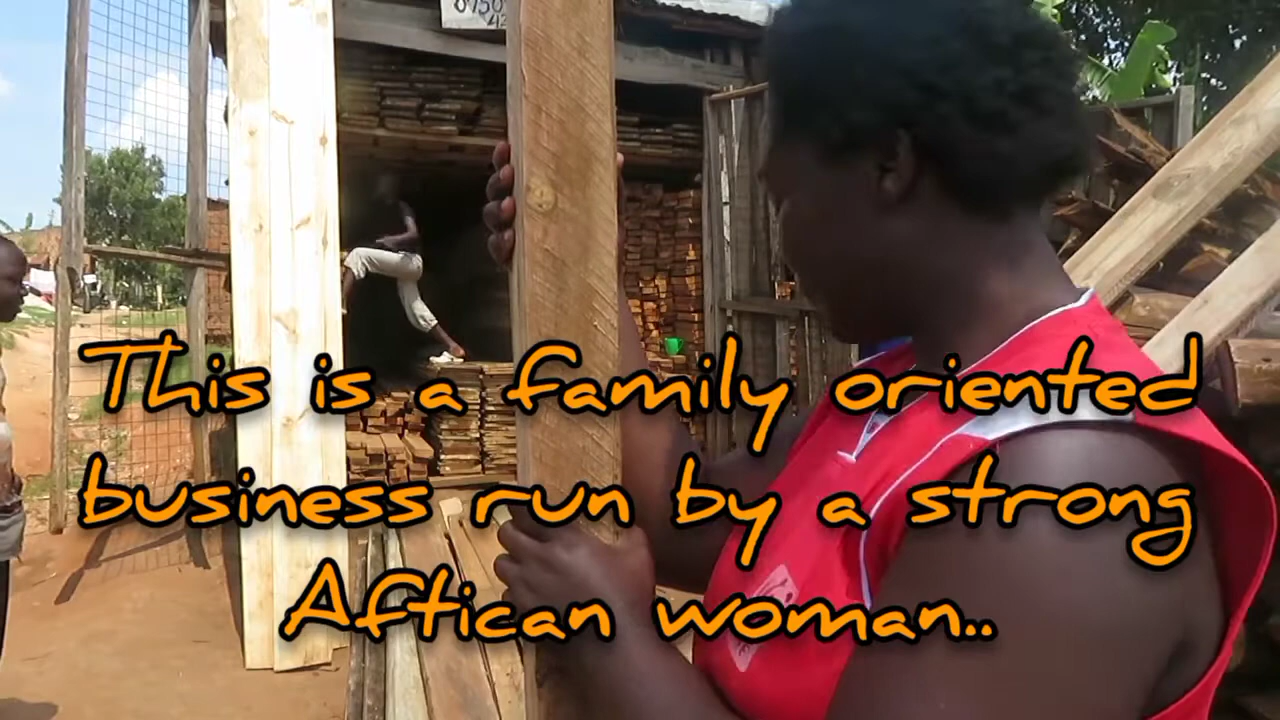 This is a family oriented
business run by a strong
Aftican woman..